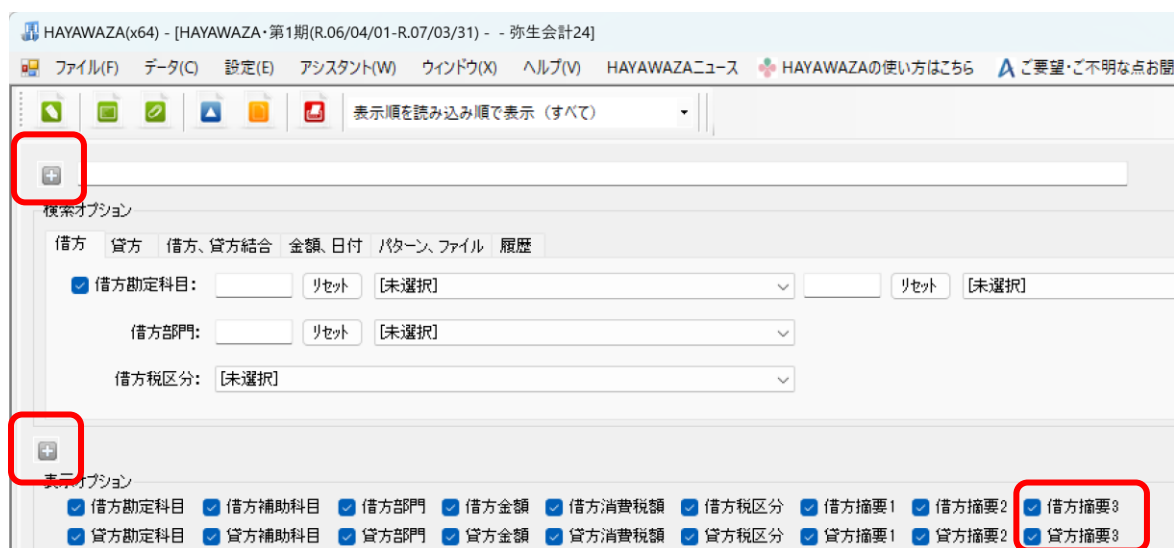 HAYAWAZA(x64) - [HAYAWAZA・第1期(R.06/04/01-R.07/03/31) - - 弥生会計24]
ファイル(F) データ(C) 設定(E) アシスタント(W) ウィンドウ(X) ヘルプ(V) HAYAWAZAニュース HAYAWAZAの使い方はこちら ご要望・ご不明な点お聞
表示順を読み込み順で表示 (すべて)
検索オプション
借方 貸方 借方、貸方結合 金額、日付 パターン、ファイル 履歴
借方勘定科目: リセット [未選択] リセット [未選択]
借方部門: リセット [未選択]
借方税区分: [未選択]
表示オプション
借方勘定科目 借方補助科目 借方部門 借方金額 借方消費税額 借方税区分 借方摘要1 借方摘要2 借方摘要3
貸方勘定科目 貸方補助科目 貸方部門 貸方金額 貸方消費税額 貸方税区分 貸方摘要1 貸方摘要2 貸方摘要3